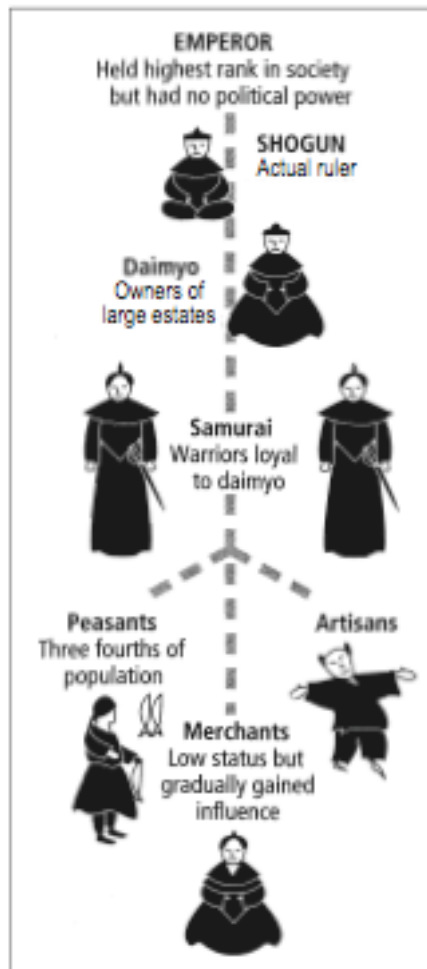 EMPEROR
Held highest rank in society
but had no political power
SHOGUN
Actual ruler
Daimyo
Owners of
large estates
Samurai
Warriors loyal
to daimyo
Peasants
Three fourths of
population
Artisans
Merchants
Low status but
gradually gained
influence